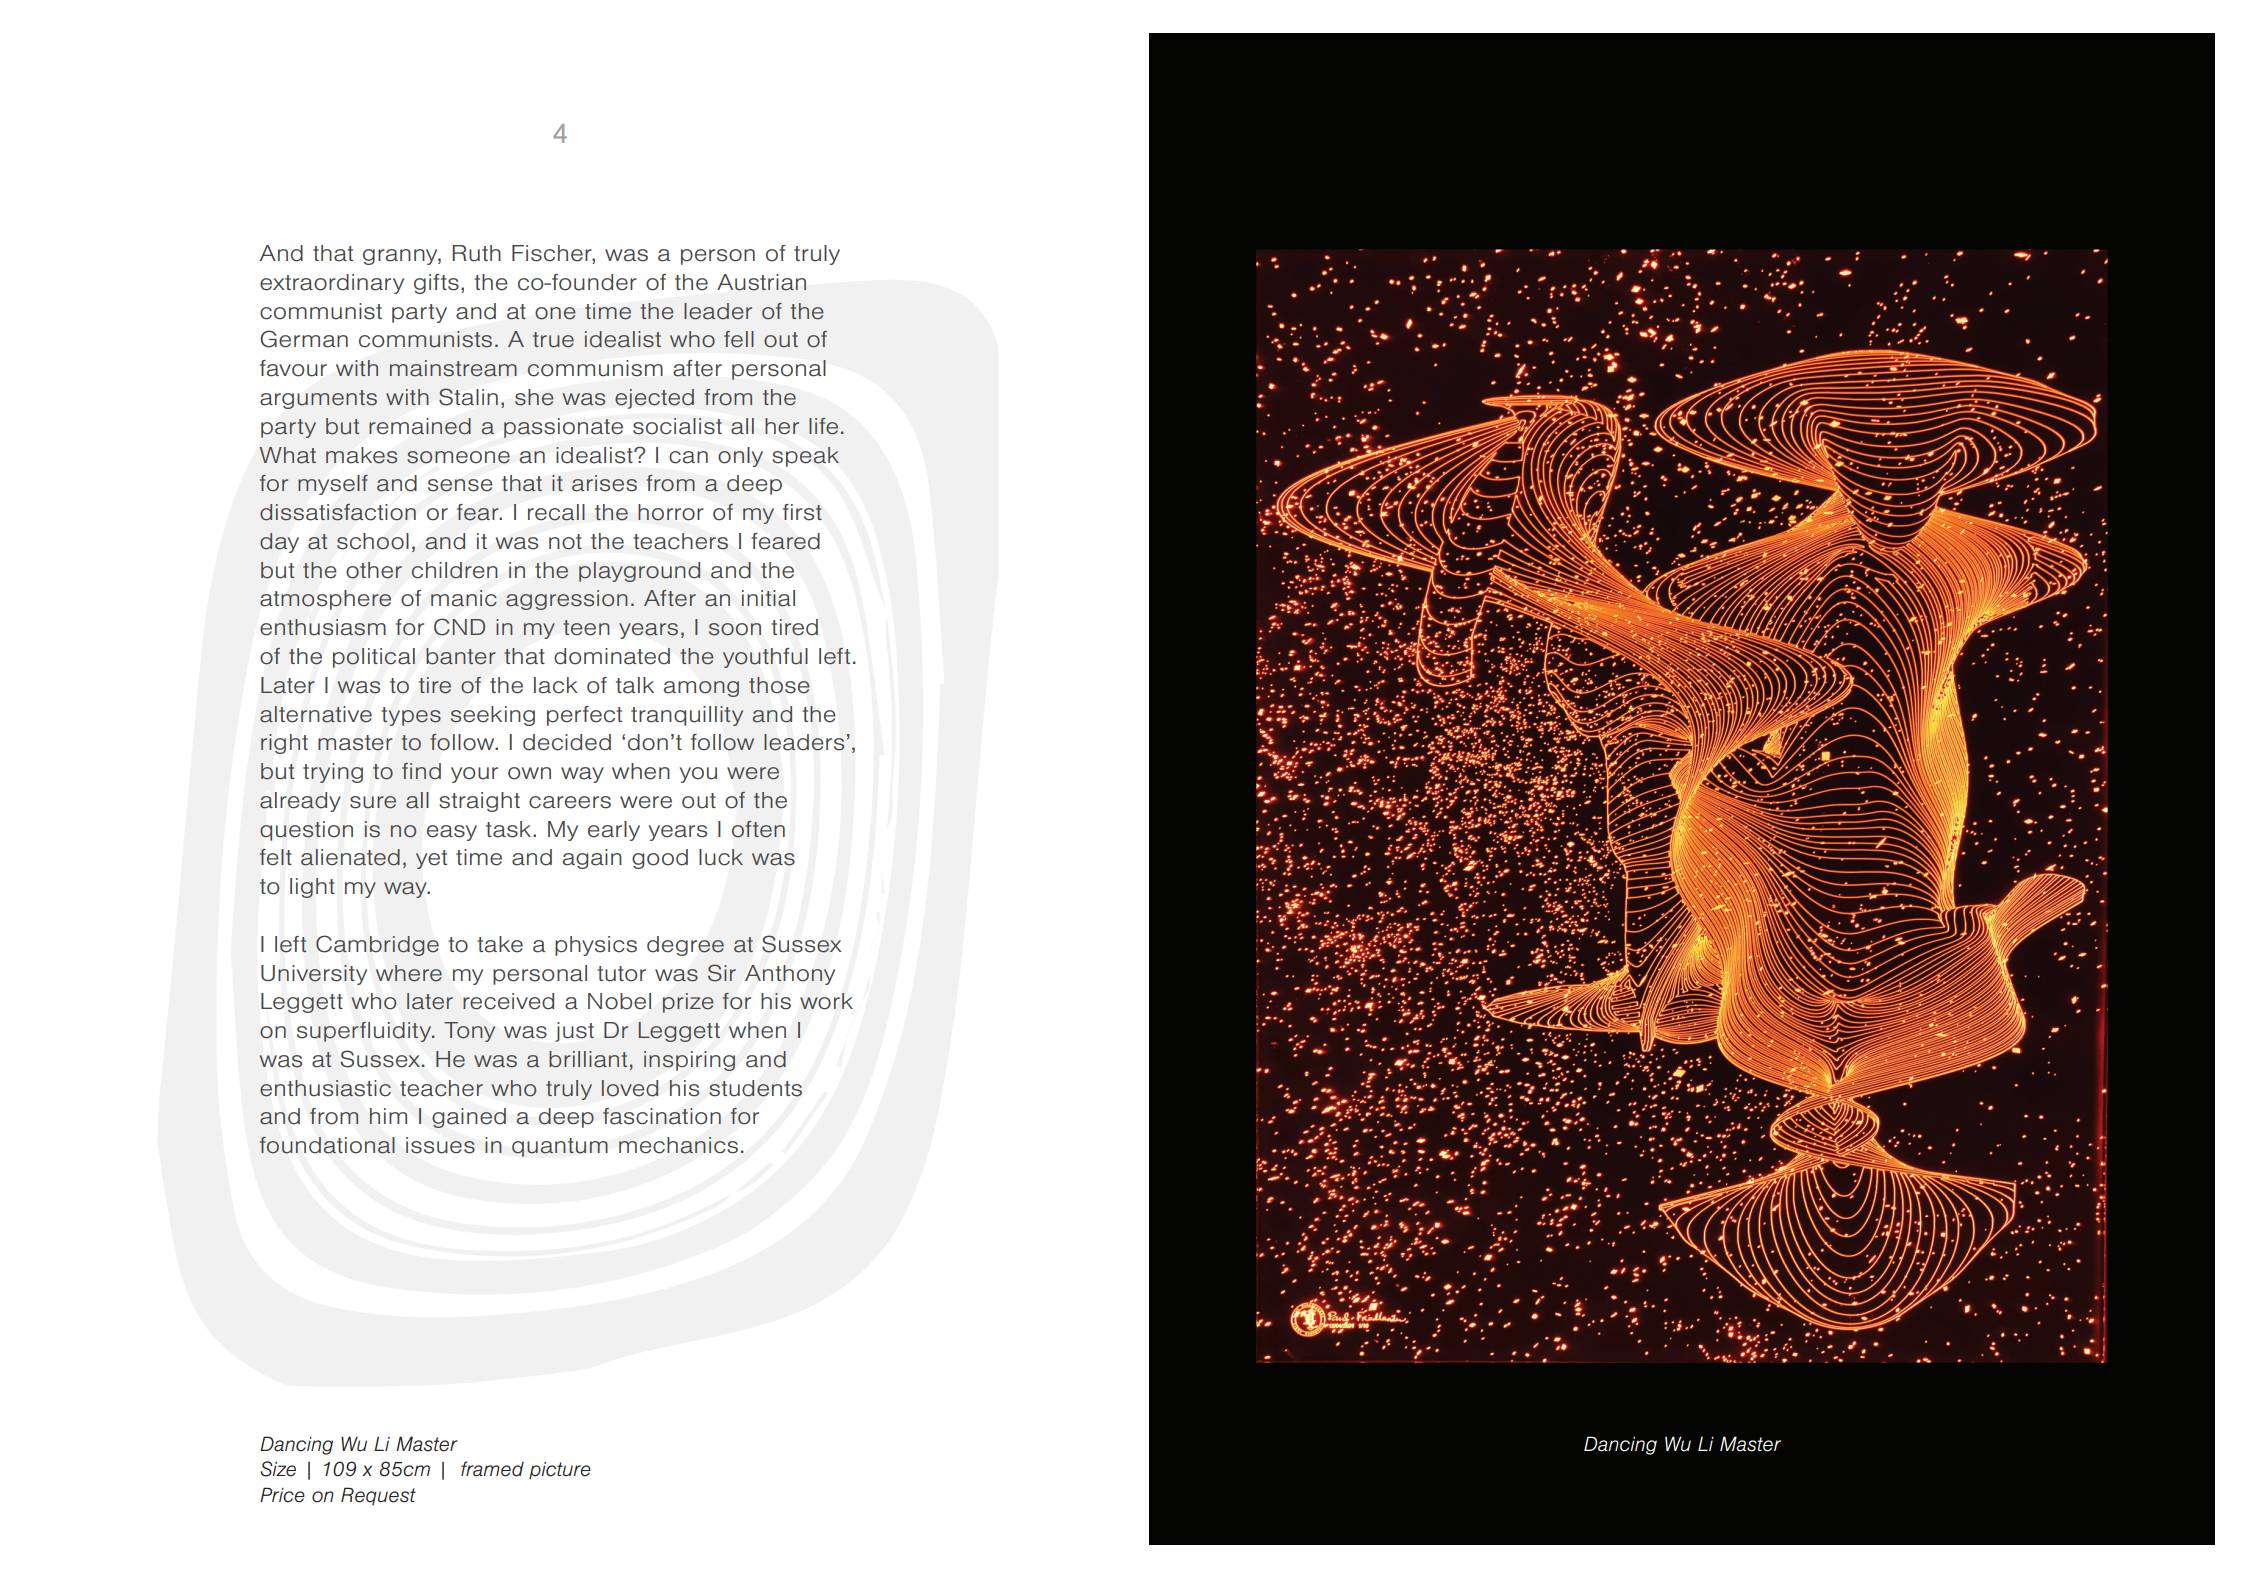 4
And that granny, Ruth Fischer, was a person of truly
extraordinary gifts, the co-founder of the Austrian
communist party and at one time the leader of the
German communists. A true idealist who fell out of
favour with mainstream communism after personal
arguments with Stalin, she was ejected from the
party but remained a passionate socialist all her life.
What makes someone an idealist? I can only speak
for myself and sense that it arises from a deep
dissatisfaction or fear. I recall the horror of my first
day at school, and it was not the teachers I feared
but the other children in the playground and the
atmosphere of manic aggression. After an initial
enthusiasm for CND in my teen years, I soon tired
of the political banter that dominated the youthful left.
Later I was to tire of the lack of talk among those
alternative types seeking perfect tranquillity and the
right master to follow. I decided ‘don’t follow leaders’,
but trying to find your own way when you were
already sure all straight careers were out of the
question is no easy task. My early years I often
felt alienated, yet time and again good luck was
to light my way.
I left Cambridge to take a physics degree at Sussex
University where my personal tutor was Sir Anthony
Leggett who later received a Nobel prize for his work
on superfluidity. Tony was just Dr Leggett when I
was at Sussex. He was a brilliant, inspiring and
enthusiastic teacher who truly loved his students
and from him I gained a deep fascination for
foundational issues in quantum mechanics.
Dancing Wu Li Master
Size | 109 x 85cm | framed picture
Price on Request
Paul Friedlander
Dancing Wu Li Master